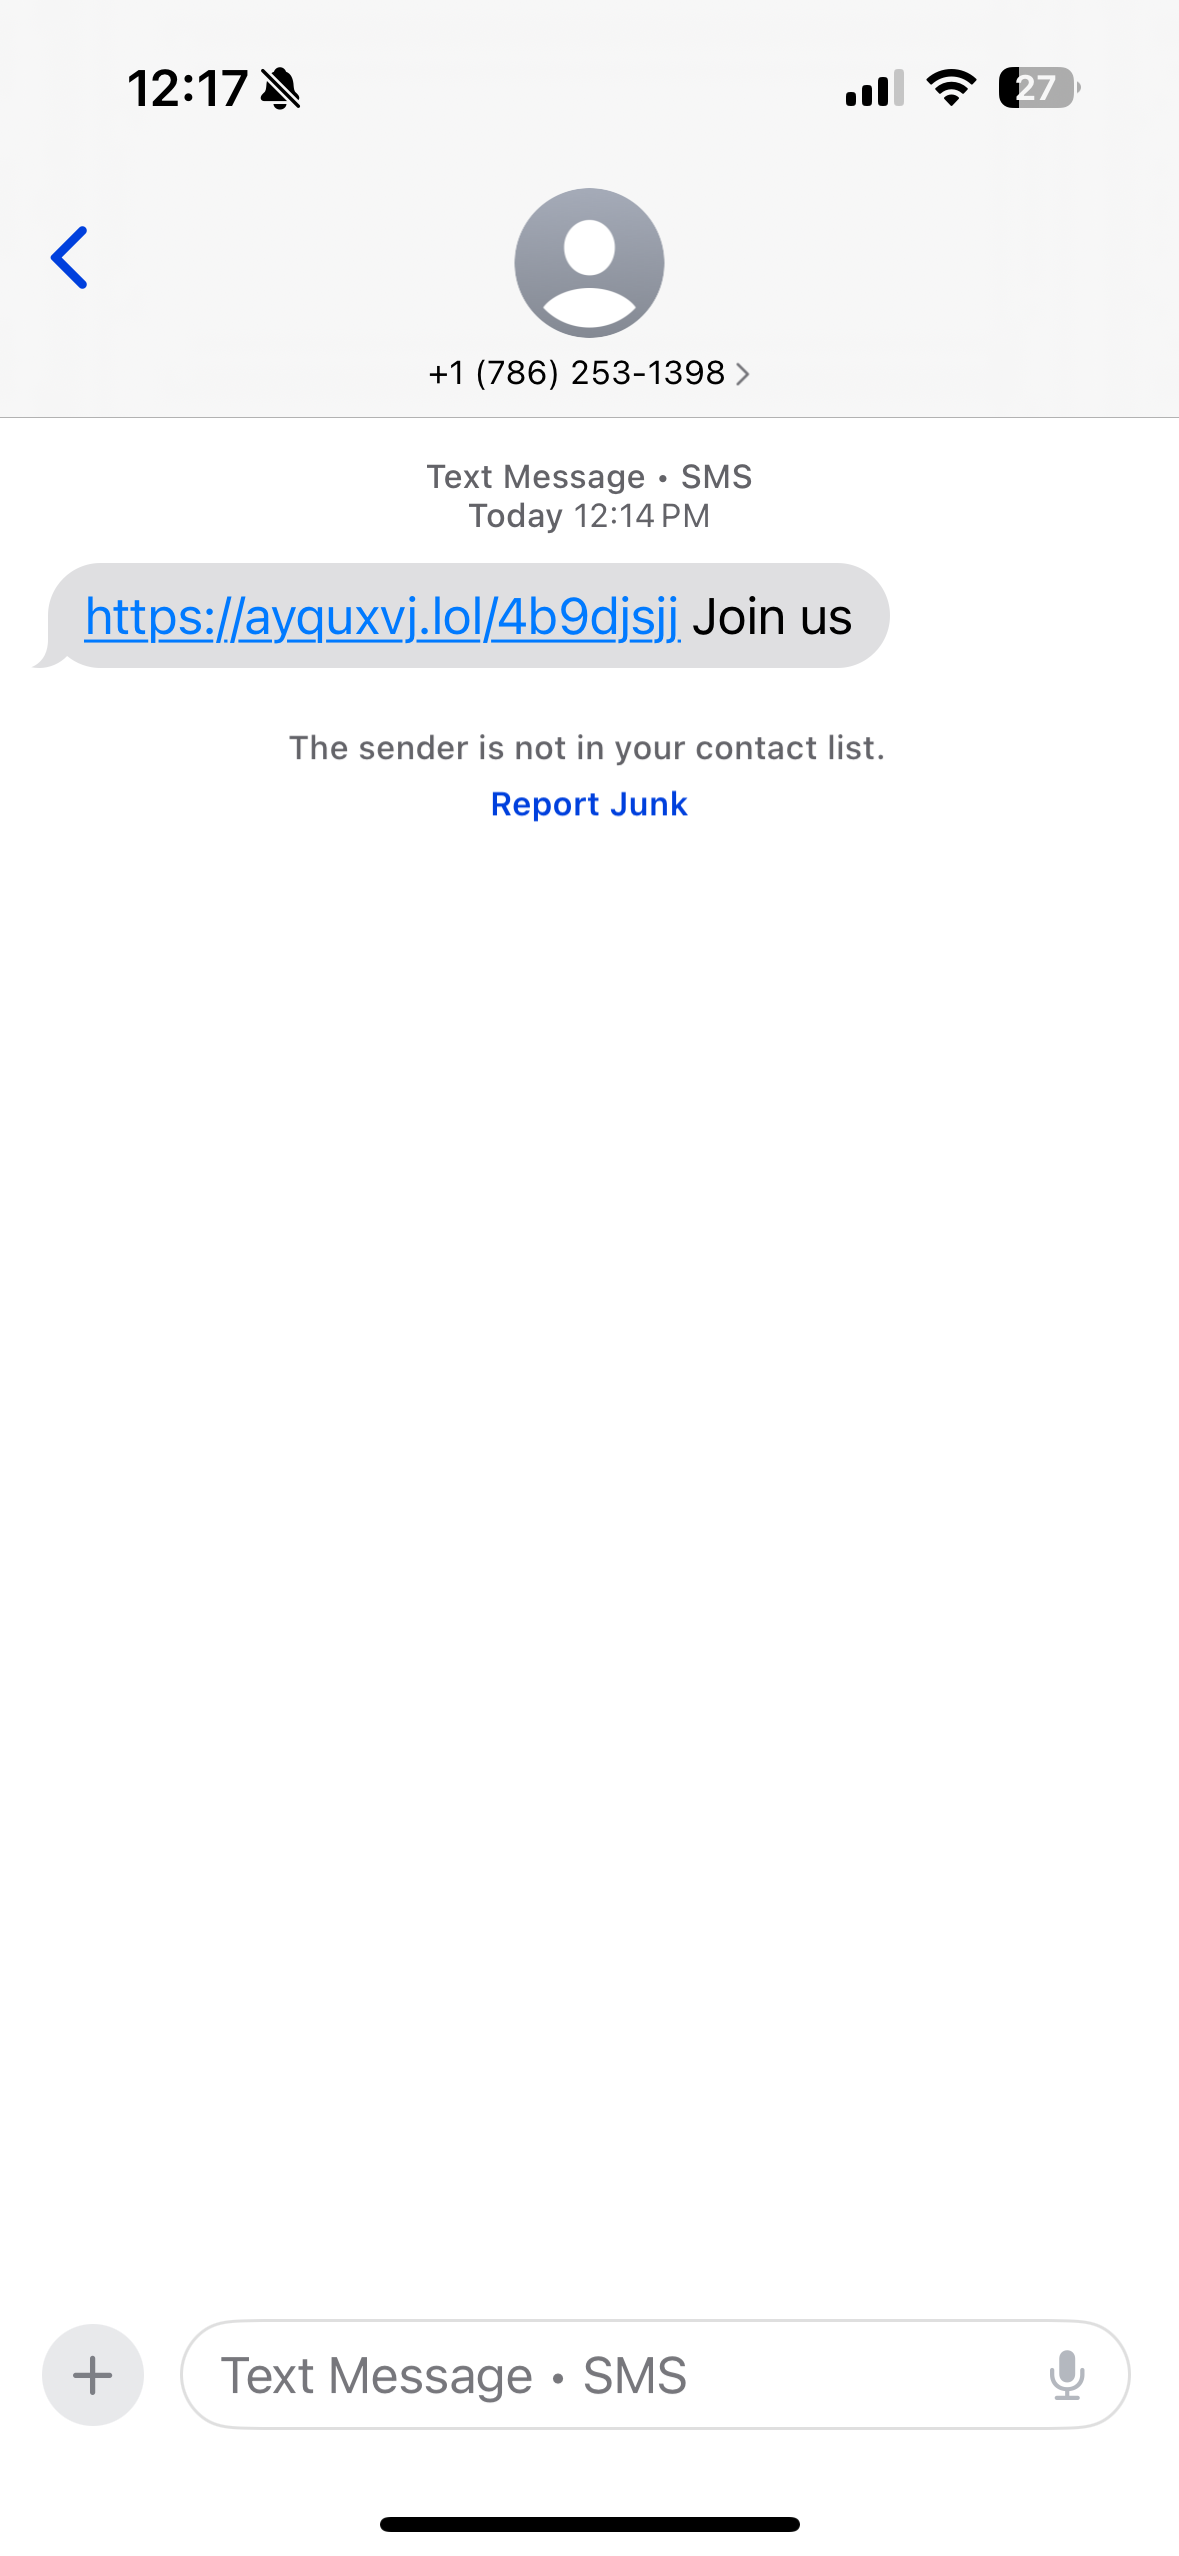 12:17
27
+1 (786) 253-1398
Text Message • SMS
Today 12:14 PM
https://ayquxvj.lol/4b9djsjj Join us
The sender is not in your contact list.
Report Junk
Text Message • SMS